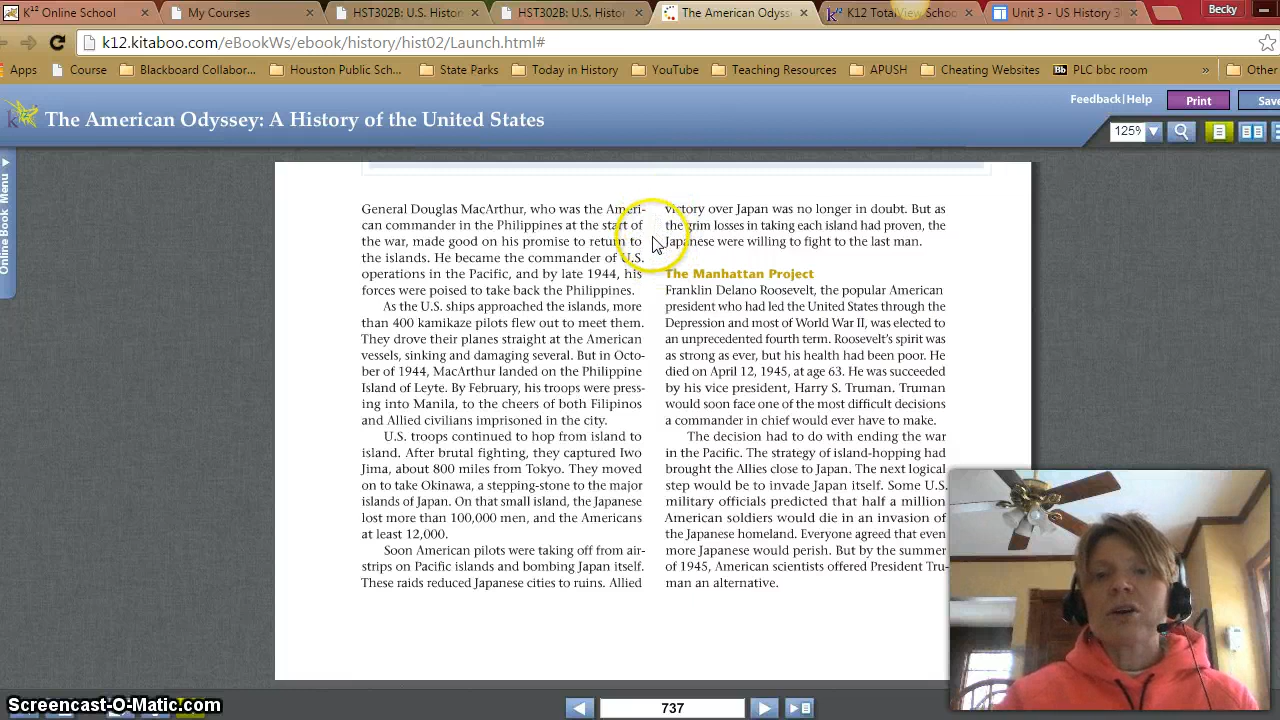 K¹² Online School
My Courses
HST302B: U.S. Histor
HST302B: U.S. Histor
The American Odysse
K12 TotalView School
Unit 3 - US History 3
Becky
k12.kitaboo.com/eBookWs/ebook/history/hist02/Launch.html#
Apps
Course
Blackboard Collabor...
Houston Public Sch...
State Parks
Today in History
YouTube
Teaching Resources
APUSH
Cheating Websites
Bb
PLC bbc room
»
Other
Feedback|Help
Print
Save
The American Odyssey: A History of the United States
125%
Online Book Menu
General Douglas MacArthur, who was the Ameri-
can commander in the Philippines at the start of
the war, made good on his promise to return to
the islands. He became the commander of U.S.
operations in the Pacific, and by late 1944, his
forces were poised to take back the Philippines.
As the U.S. ships approached the islands, more
than 400 kamikaze pilots flew out to meet them.
They drove their planes straight at the American
vessels, sinking and damaging several. But in Octo-
ber of 1944, MacArthur landed on the Philippine
Island of Leyte. By February, his troops were press-
ing into Manila, to the cheers of both Filipinos
and Allied civilians imprisoned in the city.
U.S. troops continued to hop from island to
island. After brutal fighting, they captured Iwo
Jima, about 800 miles from Tokyo. They moved
on to take Okinawa, a stepping-stone to the major
islands of Japan. On that small island, the Japanese
lost more than 100,000 men, and the Americans
at least 12,000.
Soon American pilots were taking off from air-
strips on Pacific islands and bombing Japan itself.
These raids reduced Japanese cities to ruins. Allied
victory over Japan was no longer in doubt. But as
the grim losses in taking each island had proven, the
Japanese were willing to fight to the last man.
The Manhattan Project
Franklin Delano Roosevelt, the popular American
president who had led the United States through the
Depression and most of World War II, was elected to
an unprecedented fourth term. Roosevelt's spirit was
as strong as ever, but his health had been poor. He
died on April 12, 1945, at age 63. He was succeeded
by his vice president, Harry S. Truman. Truman
would soon face one of the most difficult decisions
a commander in chief would ever have to make.
The decision had to do with ending the war
in the Pacific. The strategy of island-hopping had
brought the Allies close to Japan. The next logical
step would be to invade Japan itself. Some U.S.
military officials predicted that half a million
American soldiers would die in an invasion of
the Japanese homeland. Everyone agreed that even
more Japanese would perish. But by the summer
of 1945, American scientists offered President Tru-
man an alternative.
737
Screencast-O-Matic.com